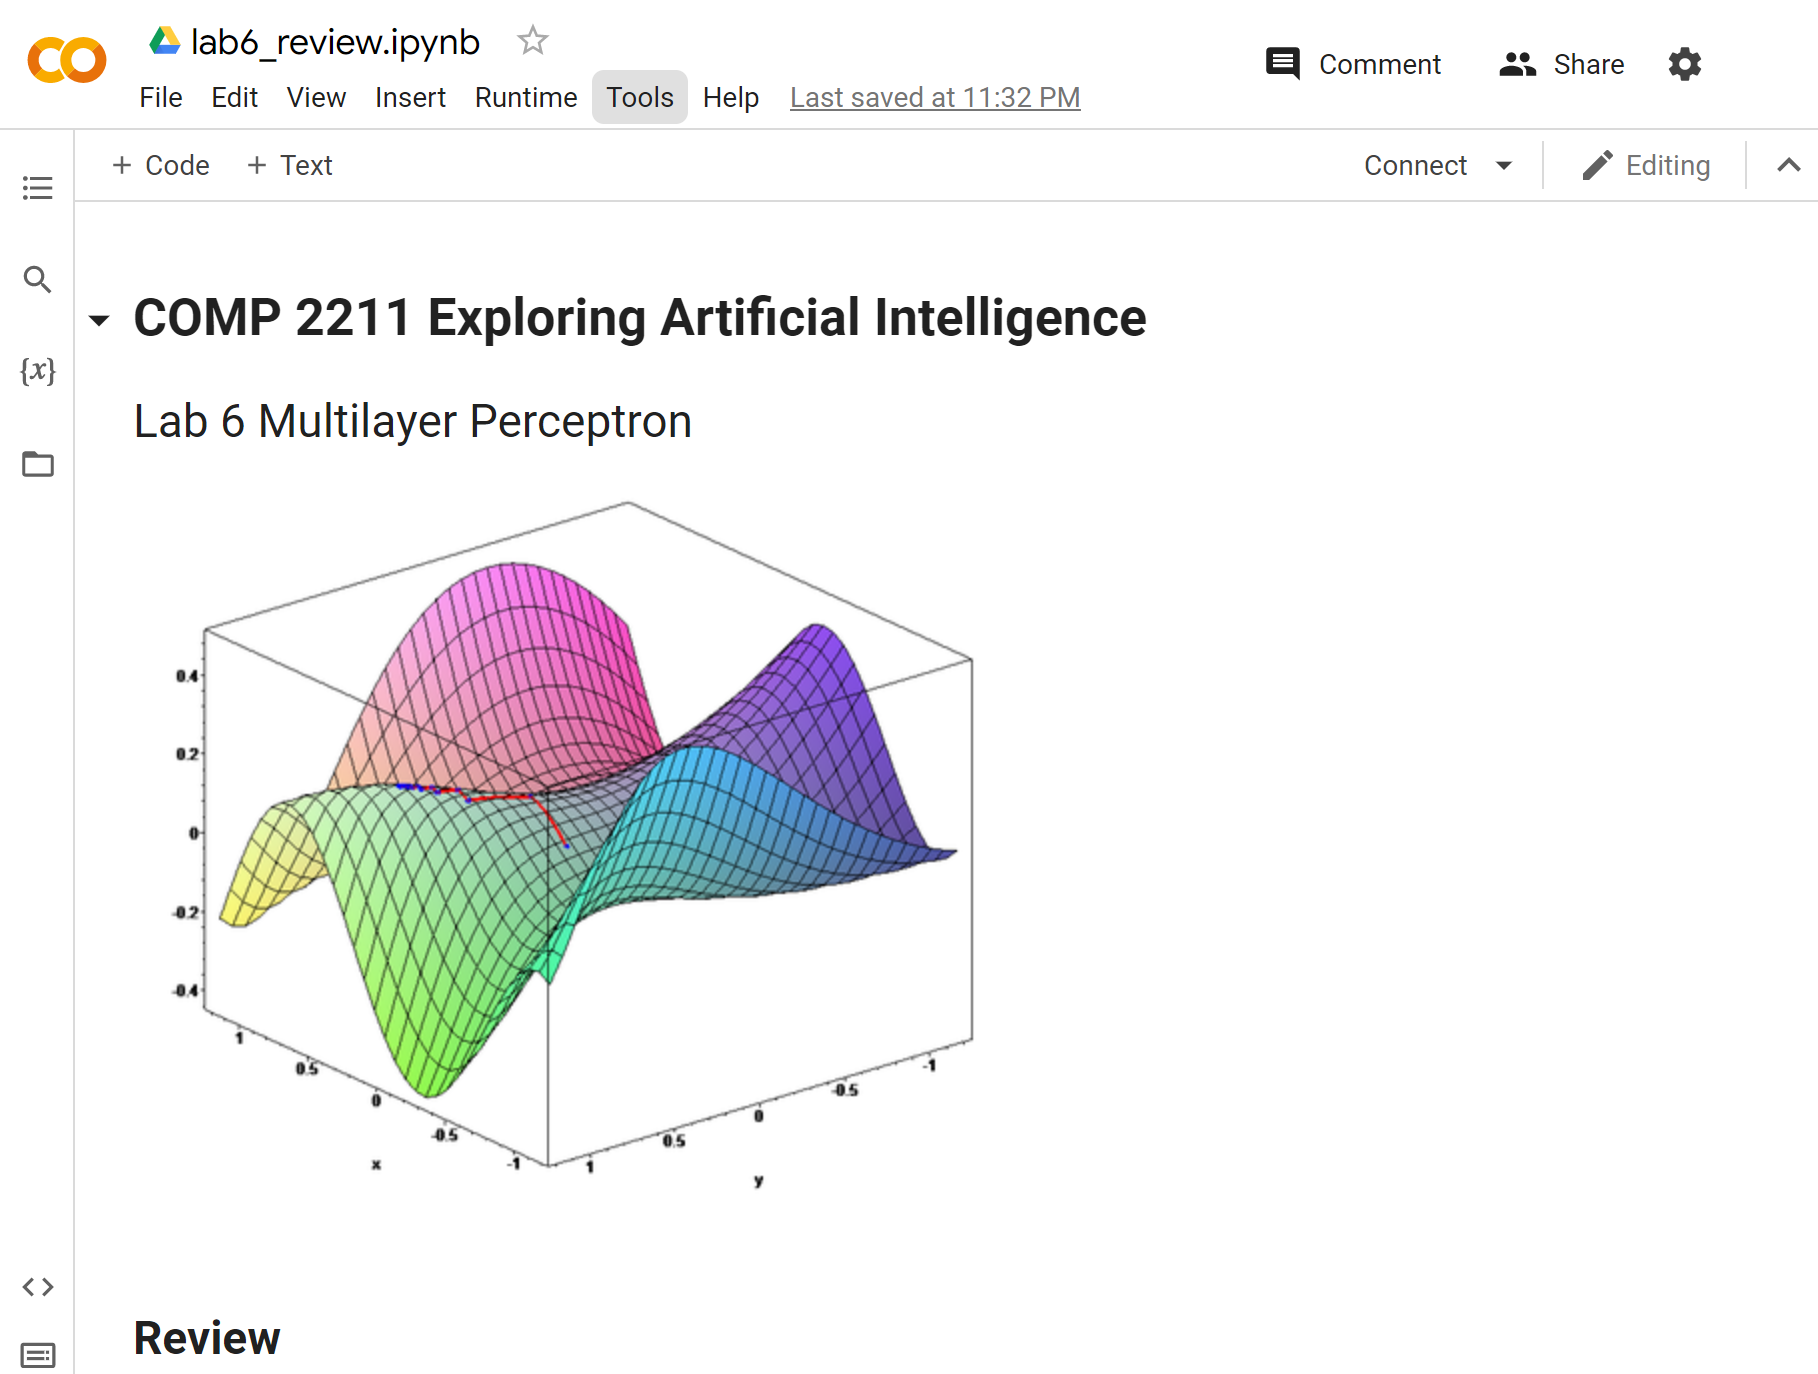 lab6_review.ipynb
File Edit View Insert Runtime Tools Help Last saved at 11:32 PM
Comment Share
+ Code + Text
Connect Editing
{x}
COMP 2211 Exploring Artificial Intelligence
Lab 6 Multilayer Perceptron
0.4
0.2
0
-0.2
-0.4
1
0.5
0
-0.5
-1
x
1
0.5
0
-0.5
-1
y
Review